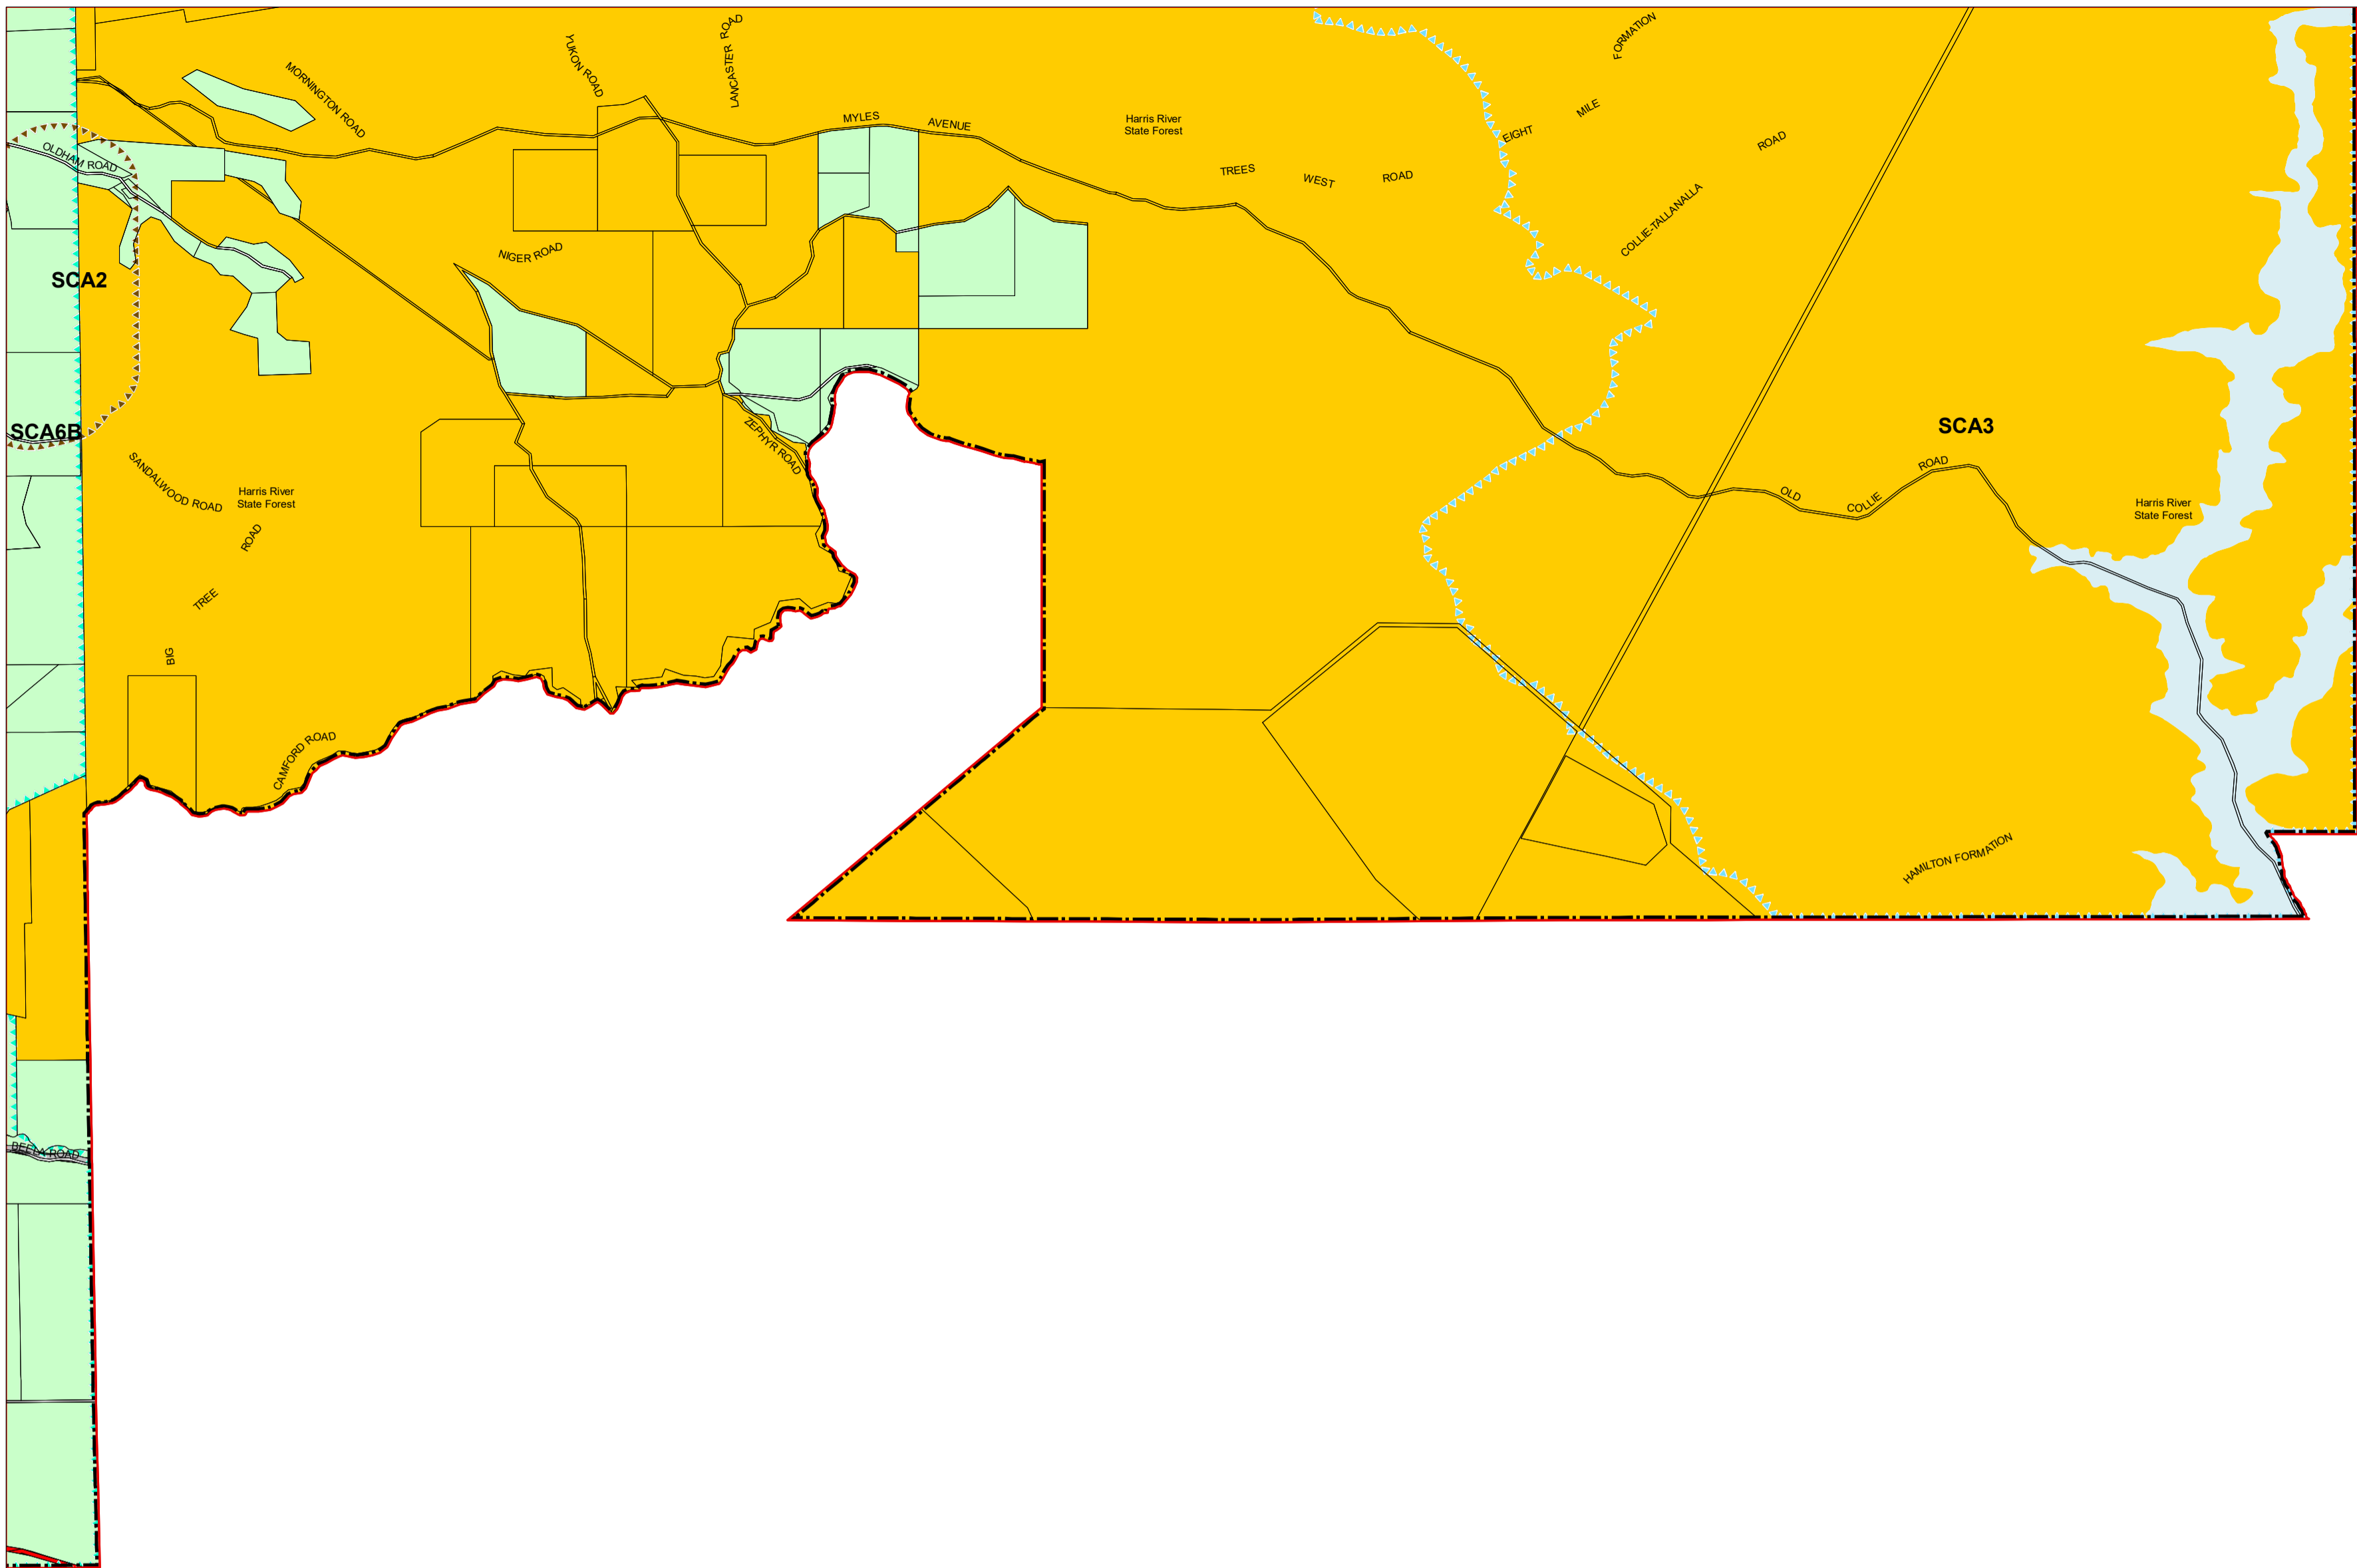 FORMATION
LANCASTER ROAD
YUKON ROAD
MORNINGTON ROAD
MYLES
AVENUE
Harris River
State Forest
EIGHT
MILE
ROAD
OLDHAM ROAD
TREES
WEST
ROAD
COLLIE-TALLANALLA
NIGER ROAD
SCA2
SCA6B
SCA3
ZEPHYR ROAD
SANDALWOOD ROAD
Harris River
State Forest
ROAD
OLD
COLLIE
Harris River
State Forest
ROAD
TREE
BIG
CAMFORD ROAD
HAMILTON FORMATION
BEELA ROAD